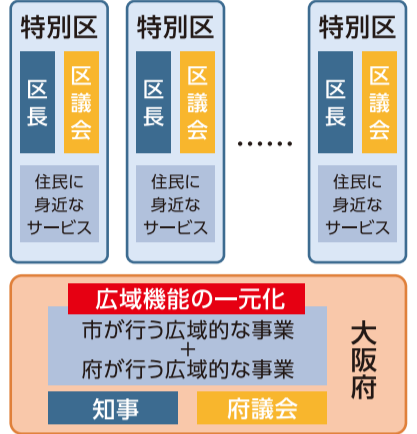 特別区
区長
区議会
住民に
身近な
サービス
特別区
区長
区議会
住民に
身近な
サービス
……
特別区
区長
区議会
住民に
身近な
サービス
広域機能の一元化
市が行う広域的な事業
+
府が行う広域的な事業
知事
府議会
大阪府